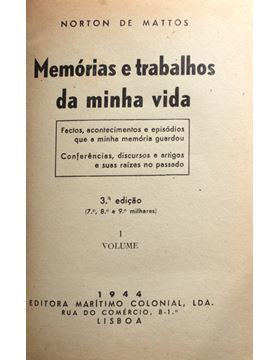 NORTON DE MATTOS
Memórias e trabalhos
da minha vida
Factos, acontecimentos e episódios
que a minha memória guardou
Conferências, discursos e artigos
e suas raízes no passado
3.ª edição
(7.º, 8.º e 9.º milhares)
I
VOLUME
1944
EDITORA MARÍTIMO COLONIAL, LDA.
RUA DO COMÉRCIO, 8-1.º
LISBOA